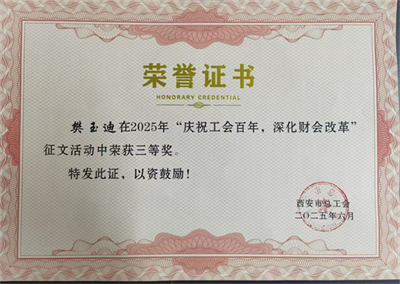 荣誉证书
HONORARY CREDENTIAL
樊玉迪在2025年“庆祝工会百年，深化财会改革”
征文活动中荣获三等奖。
特发此证，以资鼓励！
西安市总工会
二〇二五年六月